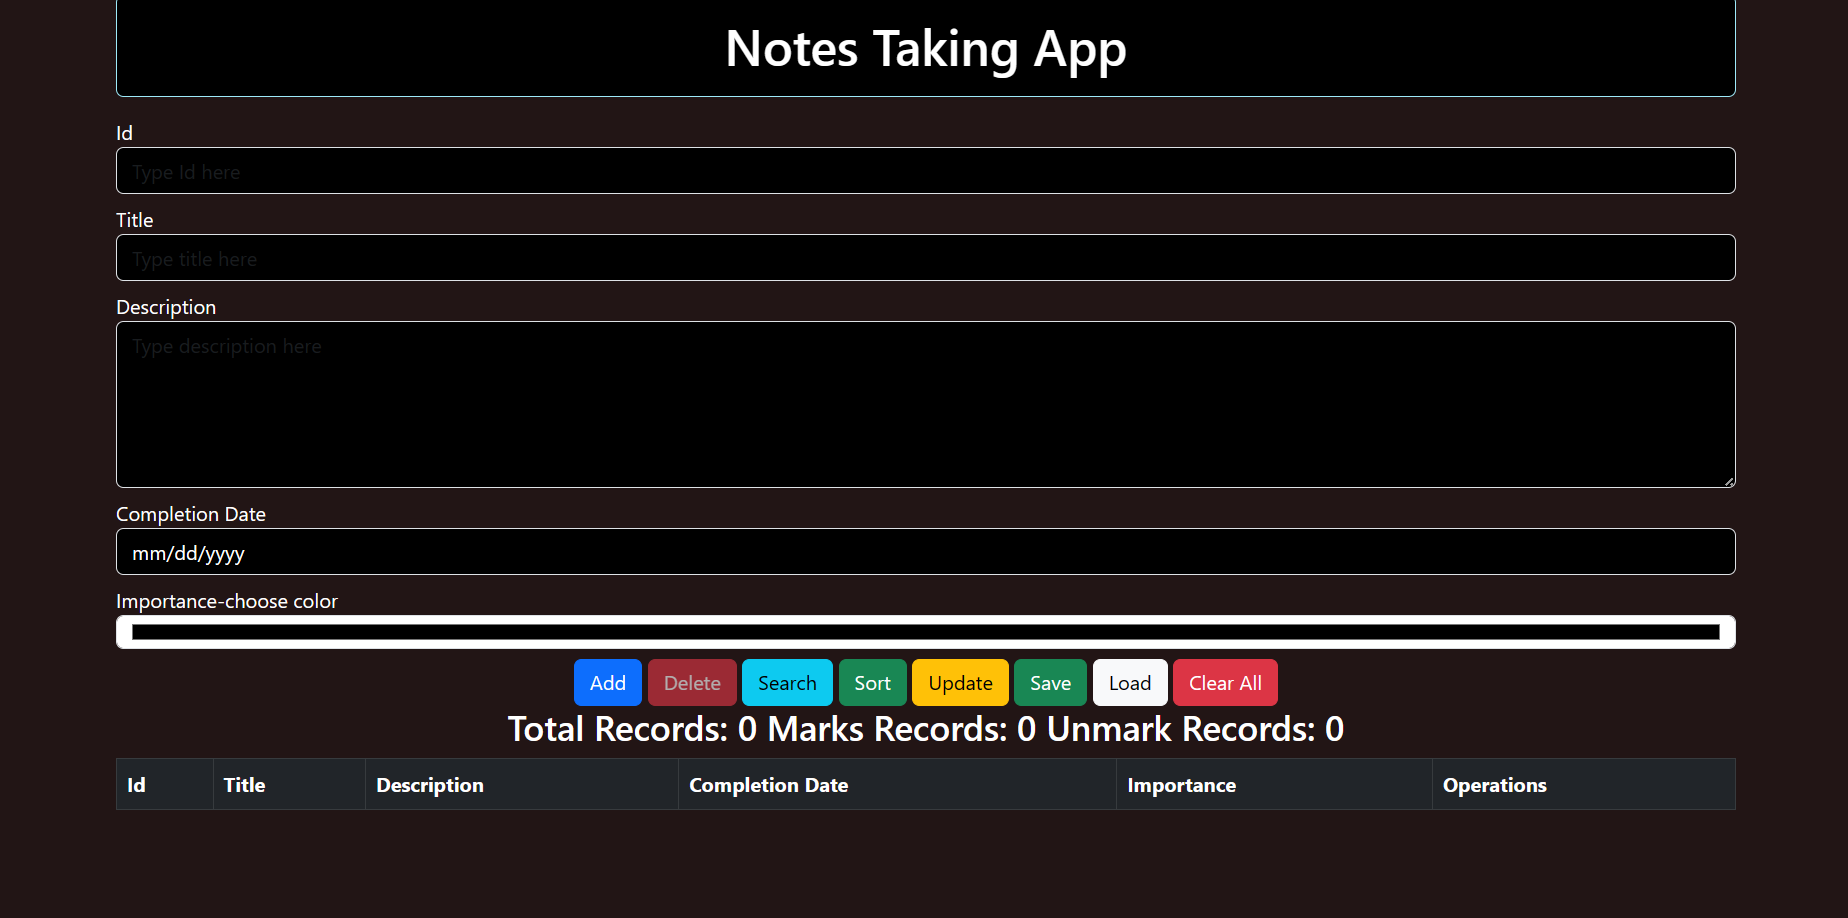 Notes Taking App
Id
Type Id here
Title
Type title here
Description
Type description here
Completion Date
mm/dd/yyyy
Importance-choose color
Add Delete Search Sort Update Save Load Clear All
Total Records: 0 Marks Records: 0 Unmark Records: 0
Id Title Description Completion Date Importance Operations